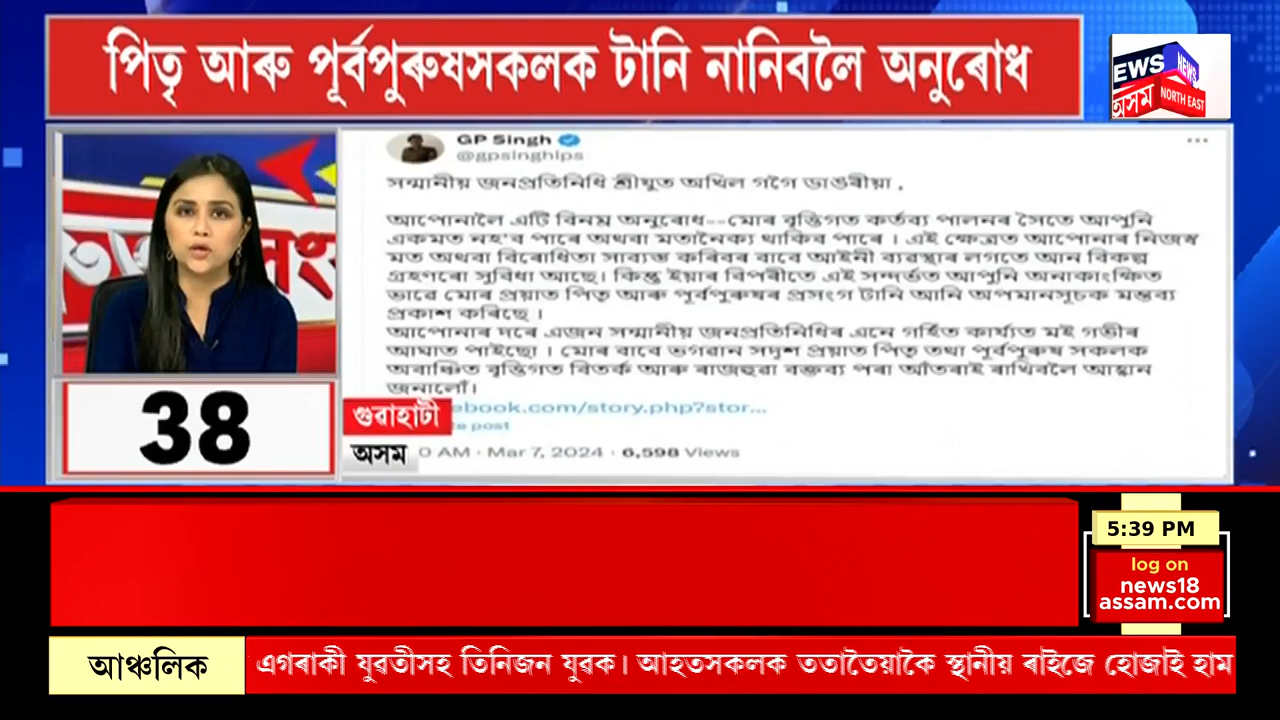 পিতৃ আৰু পূৰ্বপুৰুষসকলক টানি নানিবলৈ অনুৰোধ
EWS
অসম
NEWS
NORTH EAST
GP Singh
@gpsinghips
সন্মানীয় জনপ্ৰতিনিধি শ্ৰীযুত অখিল গগৈ ডাঙৰীয়া ,
আপোনালৈ এটি বিনম্ৰ অনুৰোধ--মোৰ বৃত্তিগত কৰ্তব্য পালনৰ সৈতে আপুনি
একমত নহ'ব পাৰে অথবা মতানৈক্য থাকিব পাৰে । এই ক্ষেত্ৰত আপোনাৰ নিজস্ব
মত অথবা বিৰোধিতা সাব্যস্ত কৰিবৰ বাবে আইনী ব্যৱস্থাৰ লগতে আন বিকল্প
গ্ৰহণৰো সুবিধা আছে। কিন্তু ইয়াৰ বিপৰীতে এই সন্দৰ্ভত আপুনি অনাকাংক্ষিত
ভাৱে মোৰ প্ৰয়াত পিতৃ আৰু পূৰ্বপুৰুষৰ প্ৰসংগ টানি আনি অপমানসূচক মন্তব্য
প্ৰকাশ কৰিছে ।
আপোনাৰ দৰে এজন সন্মানীয় জনপ্ৰতিনিধিৰ এনে গৰ্হিত কাৰ্য্যত মই গভীৰ
আঘাত পাইছো । মোৰ বাবে ভগৱান সদৃশ প্ৰয়াত পিতৃ তথা পূৰ্বপুৰুষ সকলক
অবাঞ্চিত বৃত্তিগত বিতৰ্ক আৰু ৰাজহুৱা বক্তব্য পৰা আঁতৰাই ৰাখিবলৈ আহ্বান
জনালোঁ।
ebook.com/story.php?stor...
post
0 AM · Mar 7, 2024 · 6,598 Views
গুৱাহাটী
অসম
38
5:39 PM
log on
news18
assam.com
আঞ্চলিক
এগৰাকী যুৱতীসহ তিনিজন যুৱক। আহতসকলক ততাতৈয়াকৈ স্থানীয় ৰাইজে হোজাই হাম